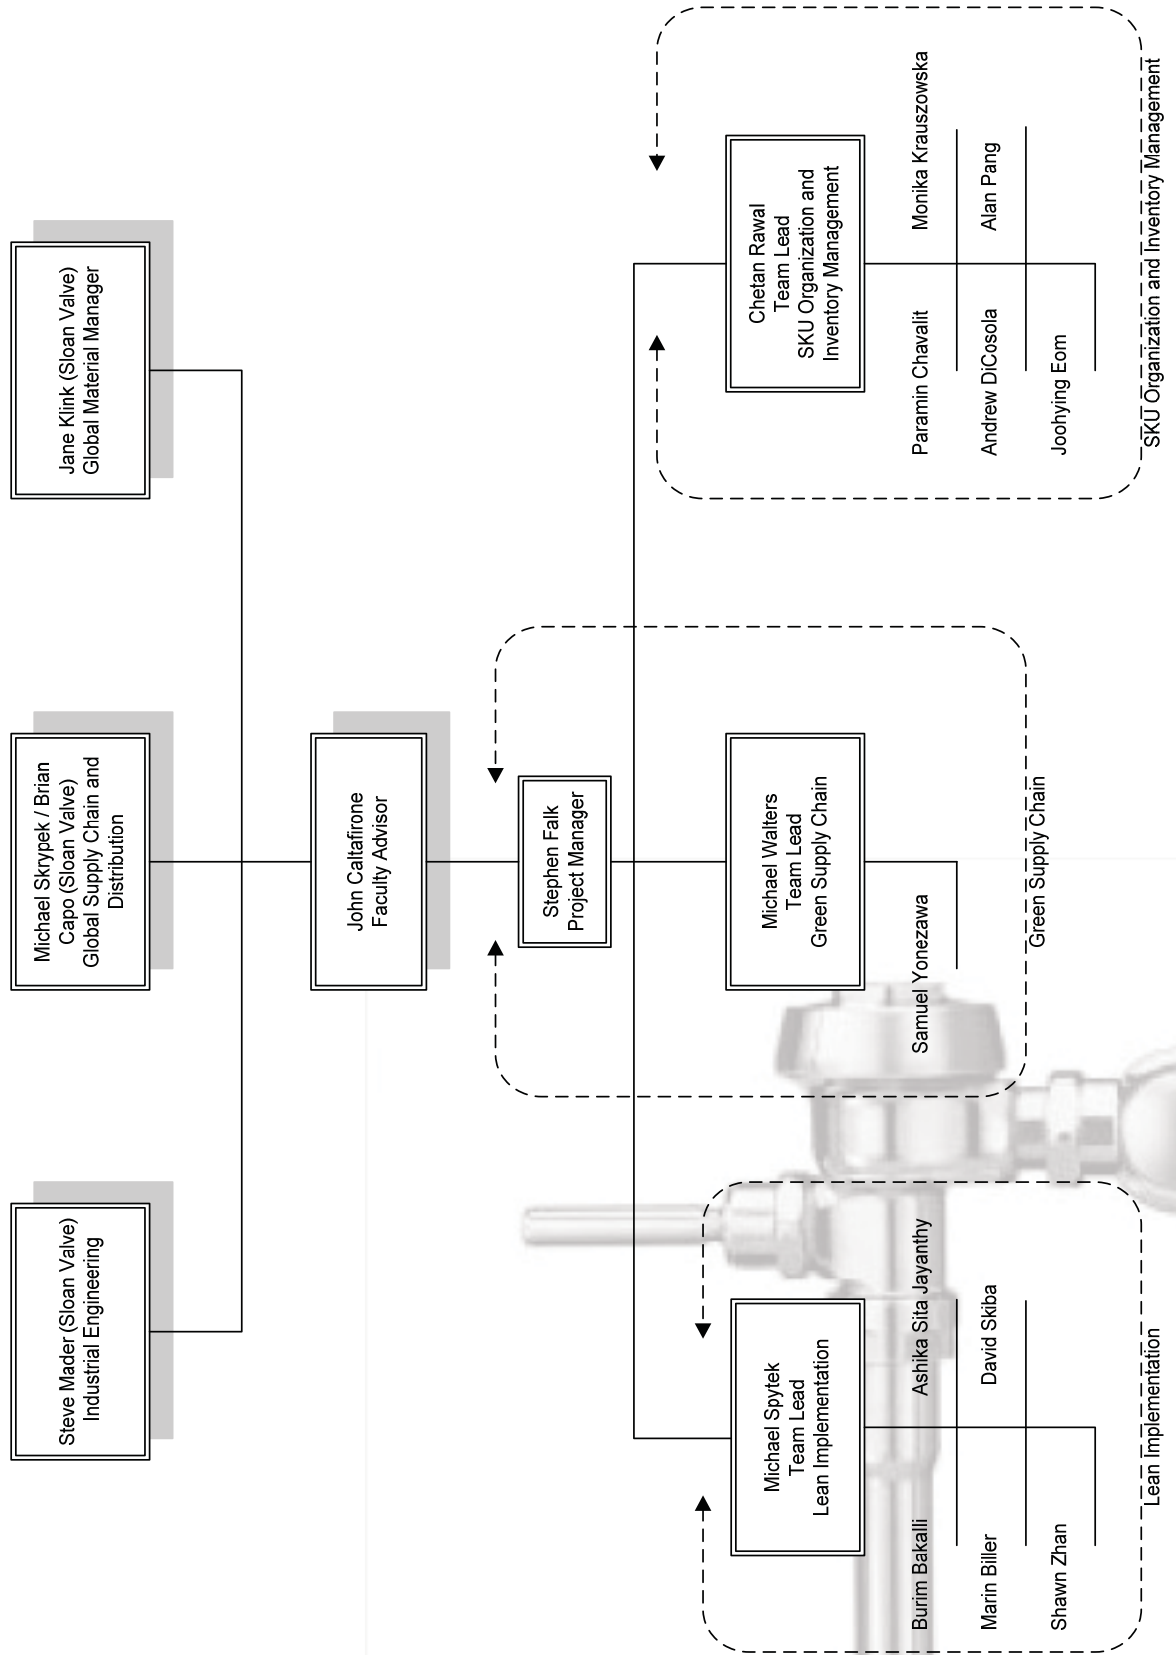 Steve Mader (Sloan Valve)
Industrial Engineering
Michael Skrypek / Brian
Capo (Sloan Valve)
Global Supply Chain and
Distribution
Jane Klink (Sloan Valve)
Global Material Manager
John Caltafirone
Faculty Advisor
Stephen Falk
Project Manager
Michael Spytek
Team Lead
Lean Implementation
Burim Bakalli
Ashika Sita Jayanthy
Marin Biller
David Skiba
Shawn Zhan
Lean Implementation
Michael Walters
Team Lead
Green Supply Chain
Samuel Yonezawa
Green Supply Chain
Chetan Rawal
Team Lead
SKU Organization and
Inventory Management
Paramin Chavalit
Monika Krauszowska
Andrew DiCosola
Alan Pang
Joohying Eom
SKU Organization and Inventory Management